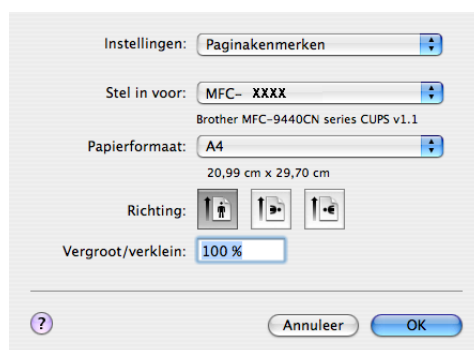 Instellingen: Paginakenmerken
Stel in voor: MFC- XXXX
Brother MFC-9440CN series CUPS v1.1
Papierformaat: A4
20,99 cm x 29,70 cm
Richting:
Vergroot/verklein: 100 %
? Annuleer OK